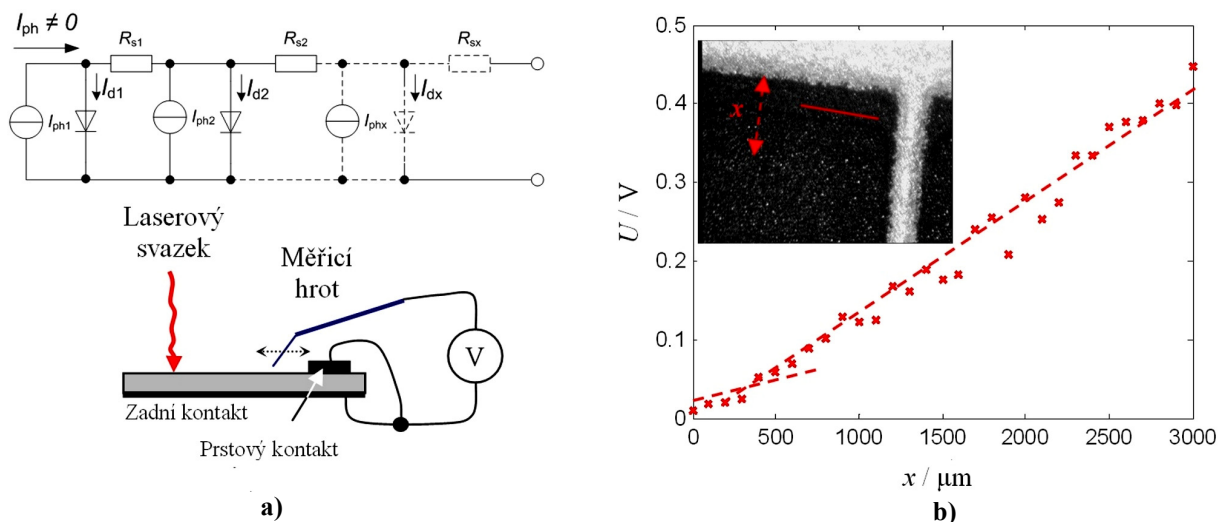 I_ph ≠ 0
R_s1
R_s2
R_sx
I_d1
I_d2
I_dx
I_ph1
I_ph2
I_phx
Laserový
svazek
Měřicí
hrot
V
Zadní kontakt
Prstový kontakt
a)
b)
0.5
0.4
0.3
0.2
0.1
0
U / V
x
0
500
1000
1500
2000
2500
3000
x / μm